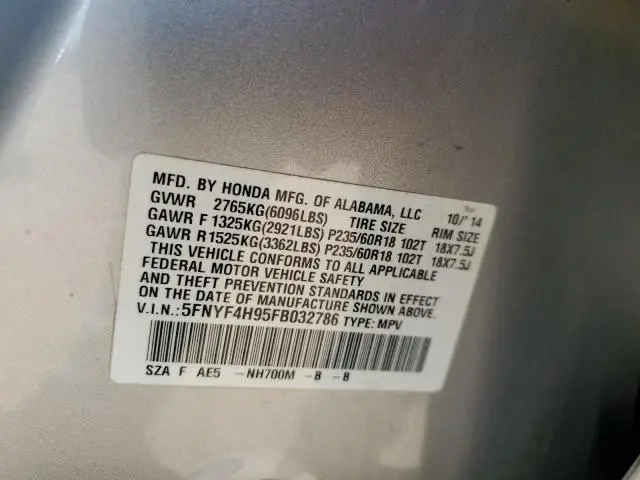 MFD. BY HONDA MFG. OF ALABAMA, LLC 10/'14
GVWR 2765KG(6096LBS) TIRE SIZE RIM SIZE
GAWR F 1325KG(2921LBS) P235/60R18 102T 18X7.5J
GAWR R1525KG(3362LBS) P235/60R18 102T 18X7.5J
THIS VEHICLE CONFORMS TO ALL APPLICABLE
FEDERAL MOTOR VEHICLE SAFETY
AND THEFT PREVENTION STANDARDS IN EFFECT
ON THE DATE OF MANUFACTURE SHOWN ABOVE.
V.I.N.:5FNYF4H95FB032786 TYPE: MPV
SZA F AE5 -NH700M -B -B